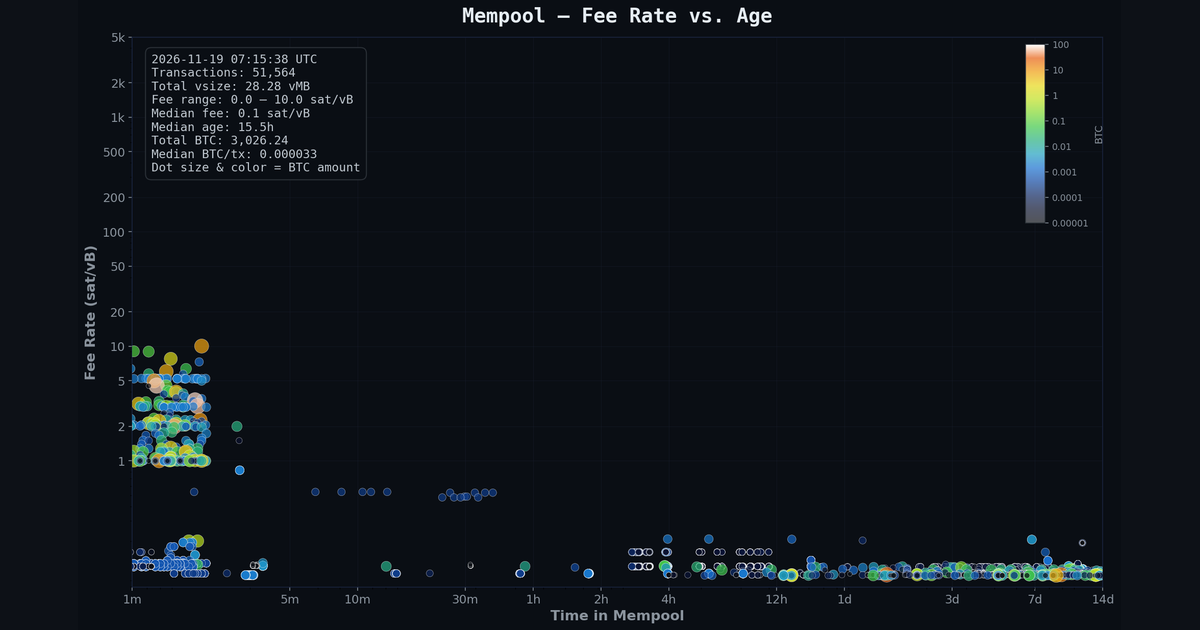 Mempool — Fee Rate vs. Age
2026-11-19 07:15:38 UTC
Transactions: 51,564
Total vsize: 28.28 vMB
Fee range: 0.0 — 10.0 sat/vB
Median fee: 0.1 sat/vB
Median age: 15.5h
Total BTC: 3,026.24
Median BTC/tx: 0.000033
Dot size & color = BTC amount
5k
2k
1k
500
200
100
50
20
10
5
2
1
Fee Rate (sat/vB)
100
10
1
0.1
0.01
0.001
0.0001
0.00001
BTC
1m 5m 10m 30m 1h 2h 4h 12h 1d 3d 7d 14d
Time in Mempool